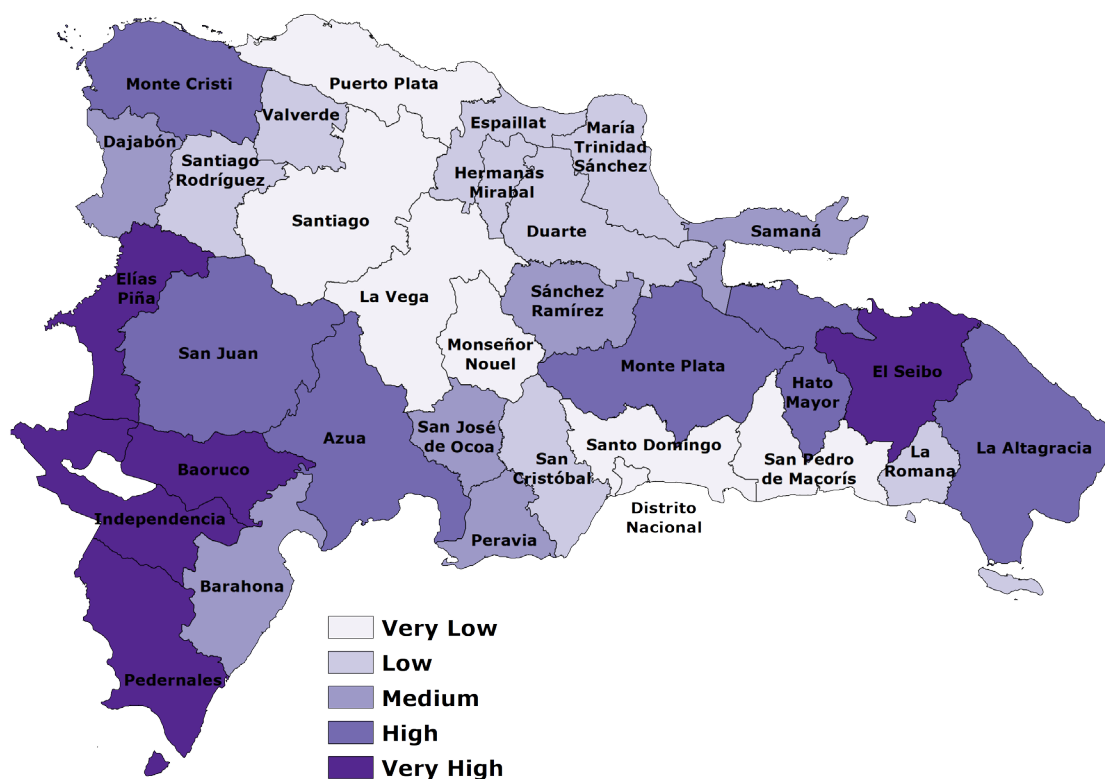 Monte Cristi
Puerto Plata
Valverde
Dajabón
Espaillat
María
Trinidad
Sánchez
Santiago
Rodríguez
Hermanas
Mirabal
Santiago
Duarte
Samaná
Elías
Piña
La Vega
Sánchez
Ramírez
San Juan
Monseñor
Nouel
Monte Plata
El Seibo
Hato
Mayor
Azua
San José
de Ocoa
Santo Domingo
La Altagracia
San
Cristóbal
San Pedro
de Macorís
La
Romana
Baoruco
Independencia
Distrito
Nacional
Peravia
Barahona
Pedernales
Very Low
Low
Medium
High
Very High